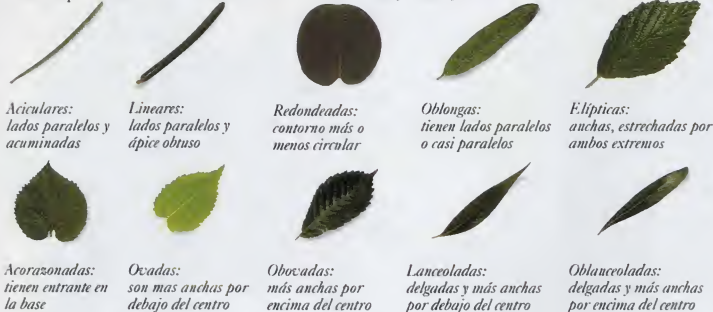 Aciculares:
lados paralelos y
acuminadas
Lineares:
lados paralelos y
ápice obtuso
Redondeadas:
contorno más o
menos circular
Oblongas:
tienen lados paralelos
o casi paralelos
Elípticas:
anchas, estrechadas por
ambos extremos
Acorazonadas:
tienen entrante en
la base
Ovadas:
son mas anchas por
debajo del centro
Obovadas:
más anchas por
encima del centro
Lanceoladas:
delgadas y más anchas
por debajo del centro
Oblanceoladas:
delgadas y más anchas
por encima del centro